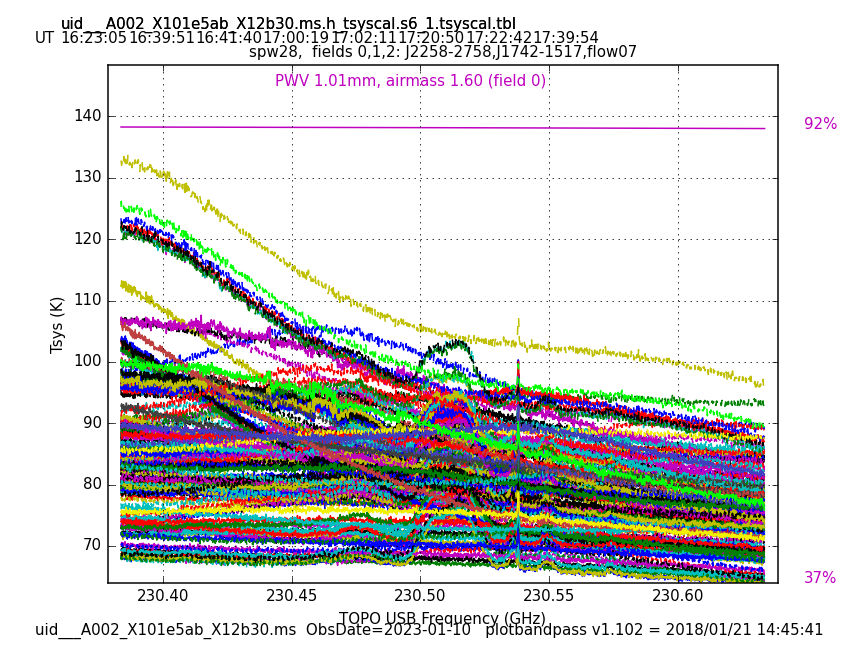 uid___A002_X101e5ab_X12b30.ms.h_tsyscal.s6_1.tsyscal.tbl
UT 16:23:05 16:39:51 16:41:40 17:00:19 17:02:11 17:20:50 17:22:42 17:39:54
spw28, fields 0,1,2: J2258-2758,J1742-1517,flow07
PWV 1.01mm, airmass 1.60 (field 0)
92%
140
130
120
110
100
90
80
70
Tsys (K)
37%
230.40 230.45 230.50 230.55 230.60
TOPO USB Frequency (GHz)
uid___A002_X101e5ab_X12b30.ms ObsDate=2023-01-10 plotbandpass v1.102 = 2018/01/21 14:45:41